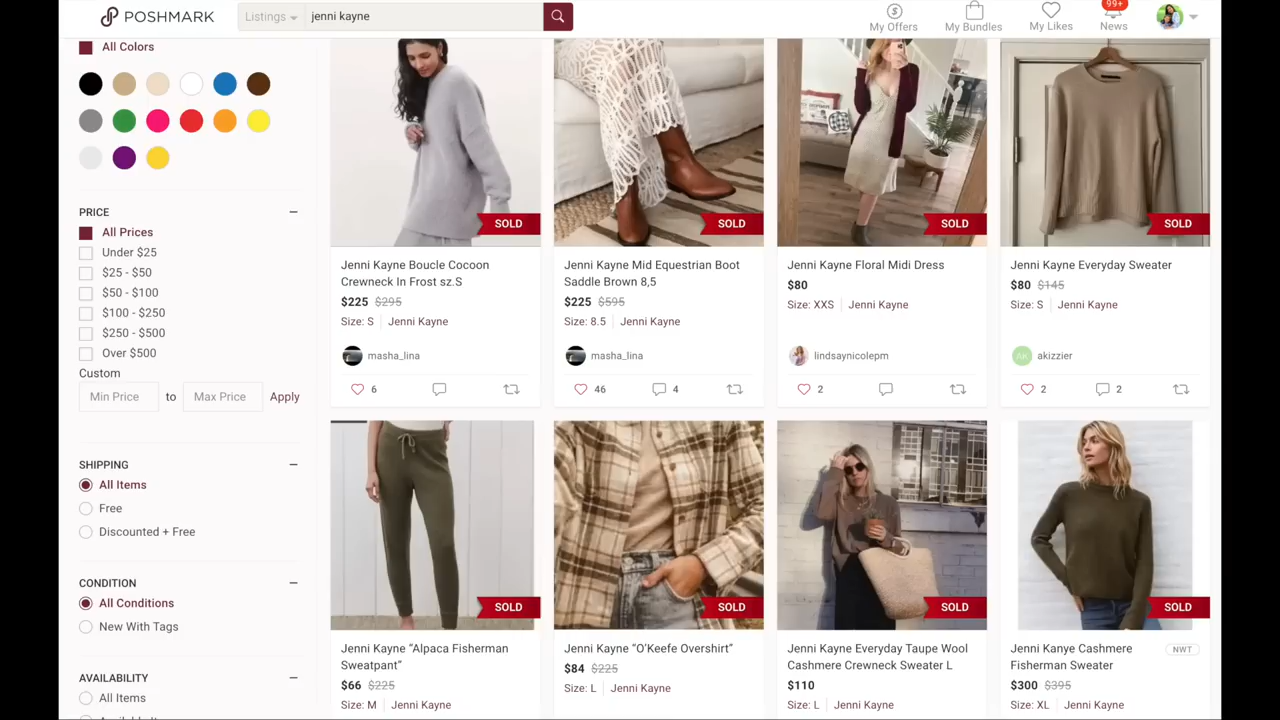 POSHMARK
Listings
jenni kayne
My Offers
My Bundles
My Likes
99+
News
All Colors
PRICE
All Prices
Under $25
$25 - $50
$50 - $100
$100 - $250
$250 - $500
Over $500
Custom
Min Price to Max Price Apply
SHIPPING
All Items
Free
Discounted + Free
CONDITION
All Conditions
New With Tags
AVAILABILITY
All Items
SOLD
Jenni Kayne Boucle Cocoon
Crewneck In Frost sz.S
$225 $295
Size: S Jenni Kayne
masha_lina
6
SOLD
Jenni Kayne Mid Equestrian Boot
Saddle Brown 8,5
$225 $595
Size: 8.5 Jenni Kayne
masha_lina
46 4
SOLD
Jenni Kayne Floral Midi Dress
$80
Size: XXS Jenni Kayne
lindsaynicolepm
2
SOLD
Jenni Kayne Everyday Sweater
$80 $145
Size: S Jenni Kayne
AK akizzier
2 2
SOLD
Jenni Kayne “Alpaca Fisherman
Sweatpant”
$66 $225
Size: M Jenni Kayne
SOLD
Jenni Kayne “O'Keefe Overshirt”
$84 $225
Size: L Jenni Kayne
SOLD
Jenni Kayne Everyday Taupe Wool
Cashmere Crewneck Sweater L
$110
Size: L Jenni Kayne
SOLD
Jenni Kanye Cashmere
Fisherman Sweater
NWT
$300 $395
Size: XL Jenni Kayne